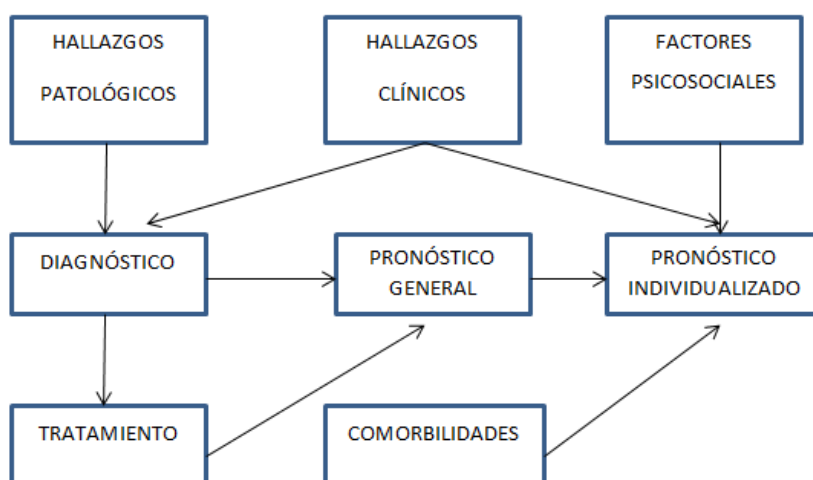 HALLAZGOS
PATOLÓGICOS
HALLAZGOS
CLÍNICOS
FACTORES
PSICOSOCIALES
DIAGNÓSTICO
PRONÓSTICO
GENERAL
PRONÓSTICO
INDIVIDUALIZADO
TRATAMIENTO
COMORBILIDADES